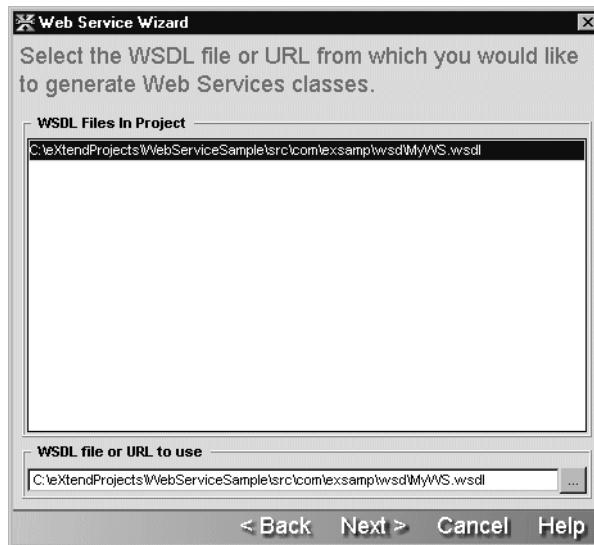 Web Service Wizard
Select the WSDL file or URL from which you would like
to generate Web Services classes.
WSDL Files In Project
C:\eXtendProjects\WebServiceSample\src\com\exsamp\wsd\MyWS.wsdl
WSDL file or URL to use
C:\eXtendProjects\WebServiceSample\src\com\exsamp\wsd\MyWS.wsdl ...
< Back Next > Cancel Help